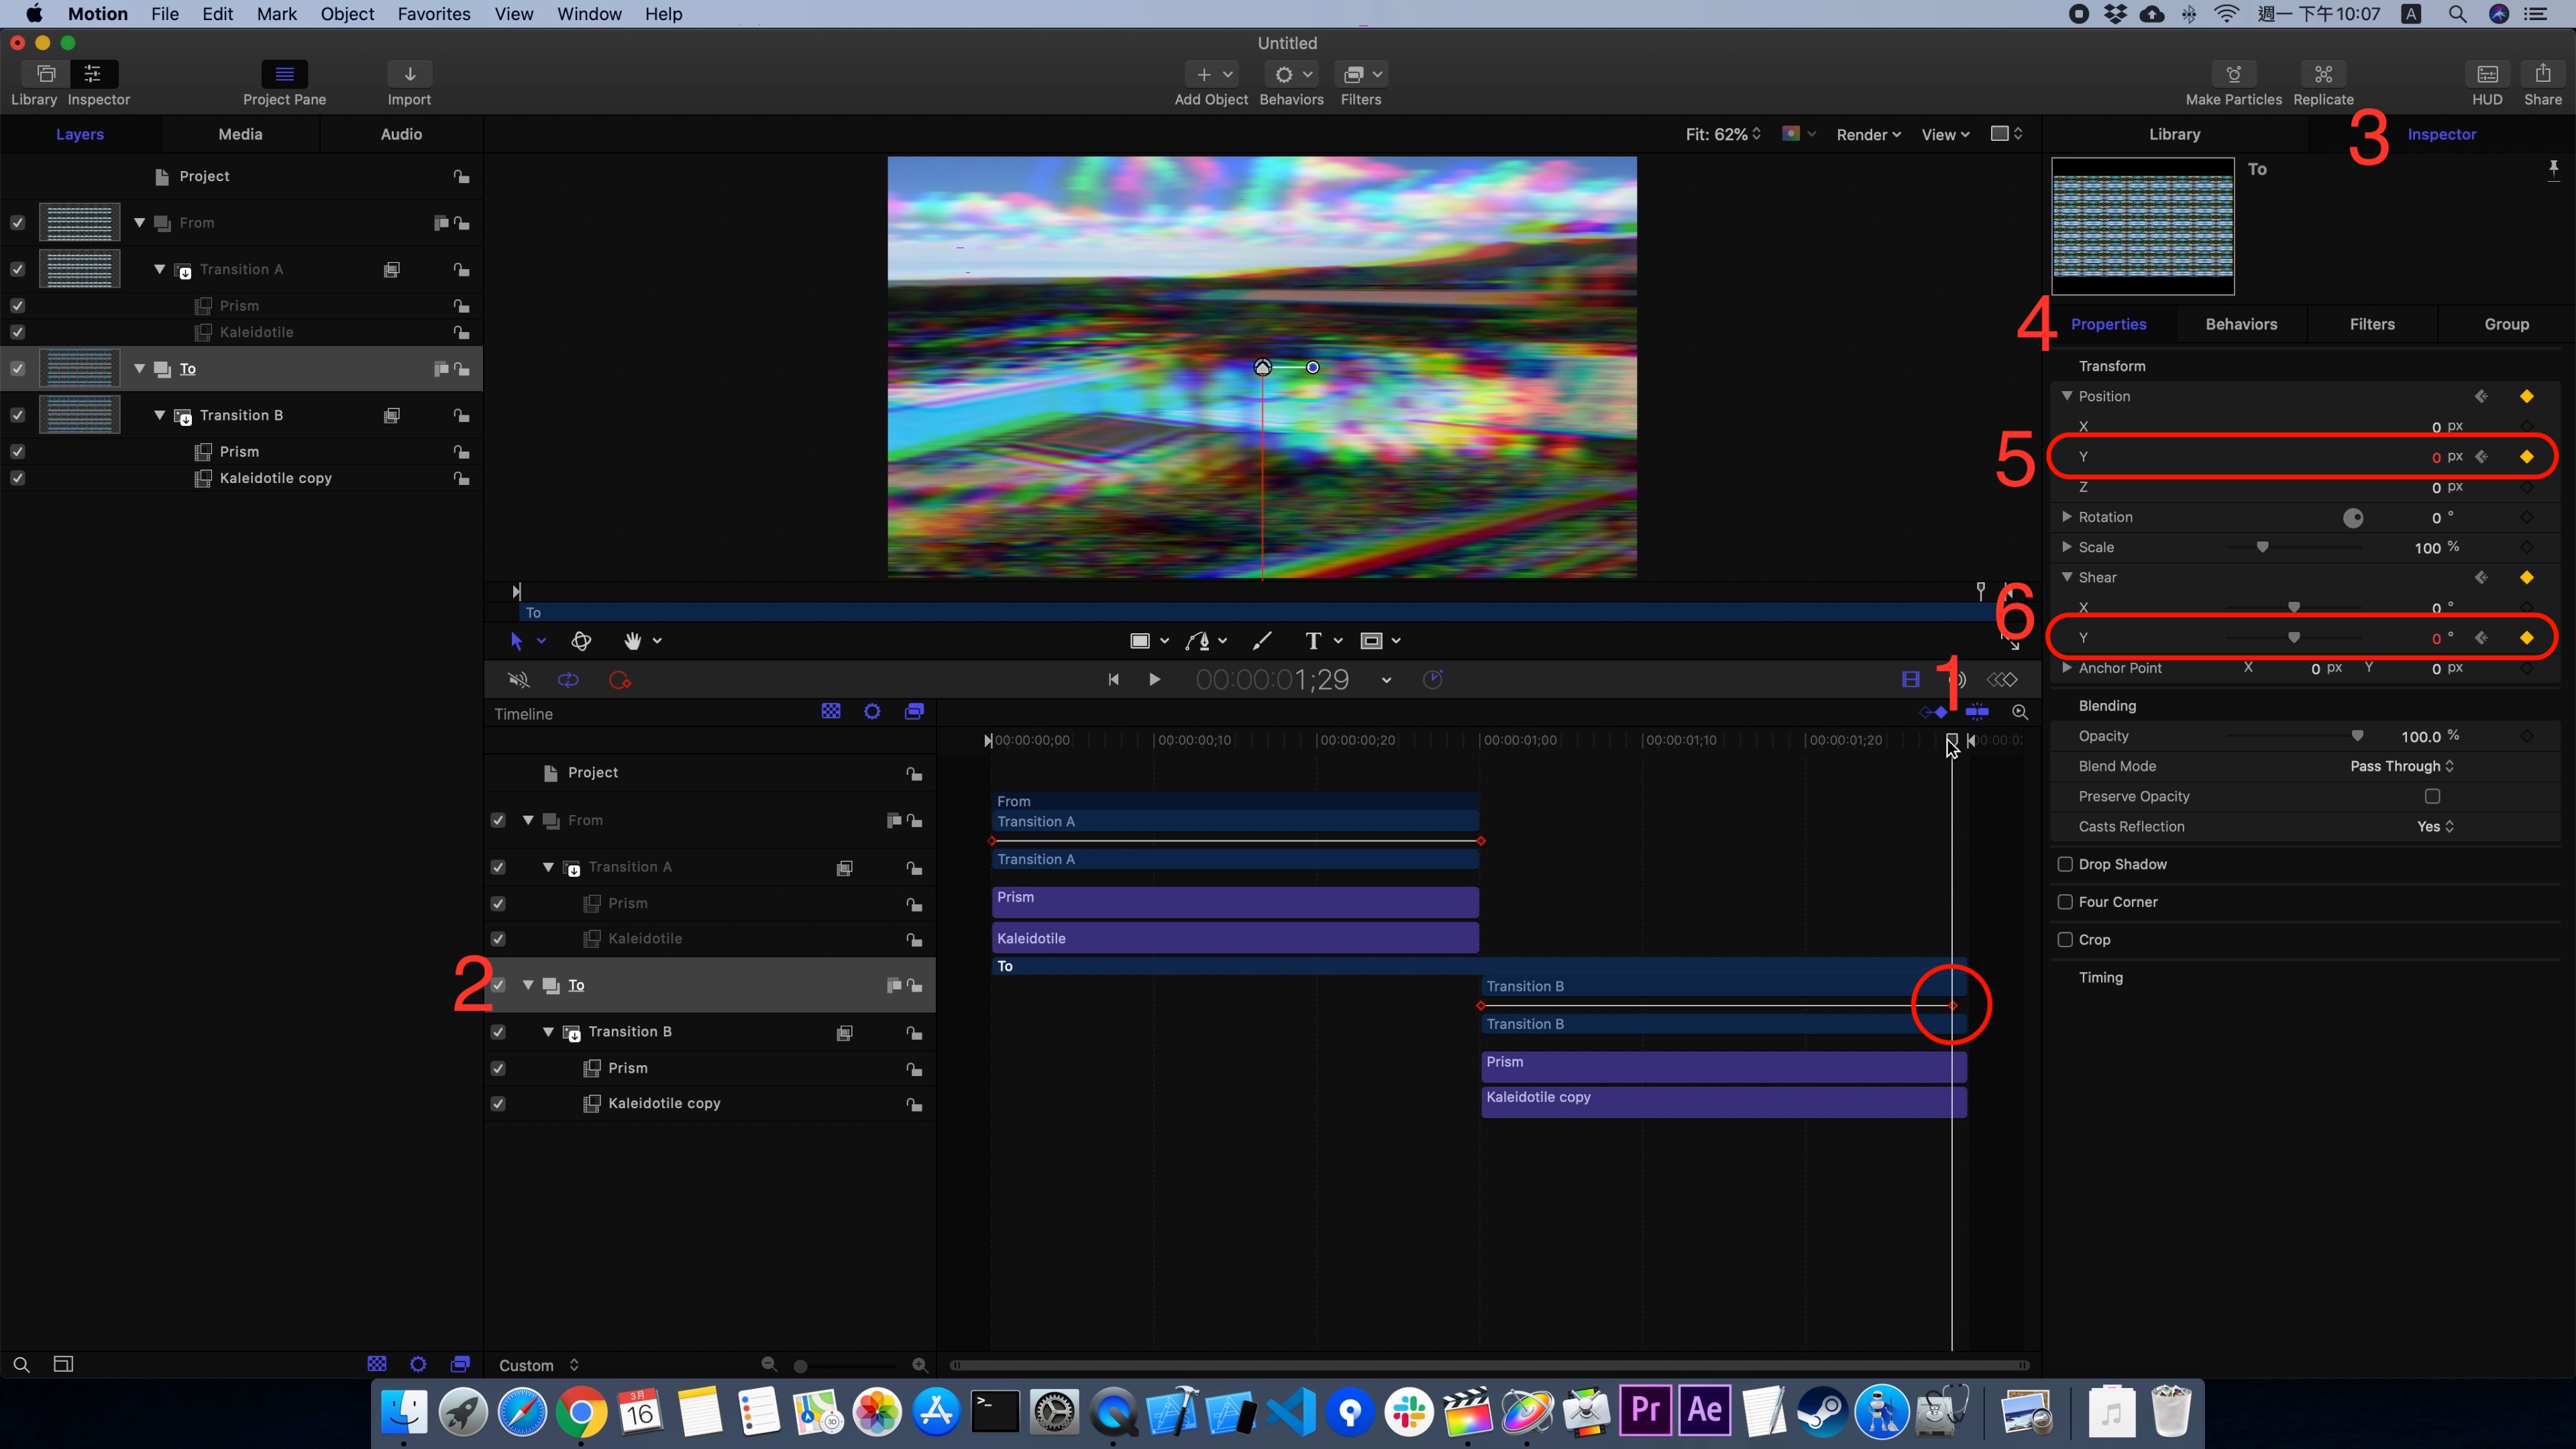 Motion File Edit Mark Object Favorites View Window Help
週一 下午10:07 A
Untitled
Library Inspector Project Pane Import Add Object Behaviors Filters Make Particles Replicate HUD Share
Layers Media Audio
Fit: 62% Render View
Library 3 Inspector
Project
From
Transition A
Prism
Kaleidotile
To
Transition B
Prism
Kaleidotile copy
To
4 Properties Behaviors Filters Group
Transform
Position
X 0 px
5 Y 0 px
Z 0 px
Rotation 0 °
Scale 100 %
Shear
X 0 °
6 Y 0 °
Anchor Point X 0 px Y 0 px
Blending
Opacity 100.0 %
Blend Mode Pass Through
Preserve Opacity
Casts Reflection Yes
Drop Shadow
Four Corner
Crop
Timing
To
T
00:00:01;29
1
Timeline
00:00:00;00 00:00:00;10 00:00:00;20 00:00:01;00 00:00:01;10 00:00:01;20
Project
From
Transition A
Prism
Kaleidotile
2 To
Transition B
Prism
Kaleidotile copy
From
Transition A
Transition A
Prism
Kaleidotile
To
Transition B
Transition B
Prism
Kaleidotile copy
Custom
3月
16
3D
>_
Pr
Ae